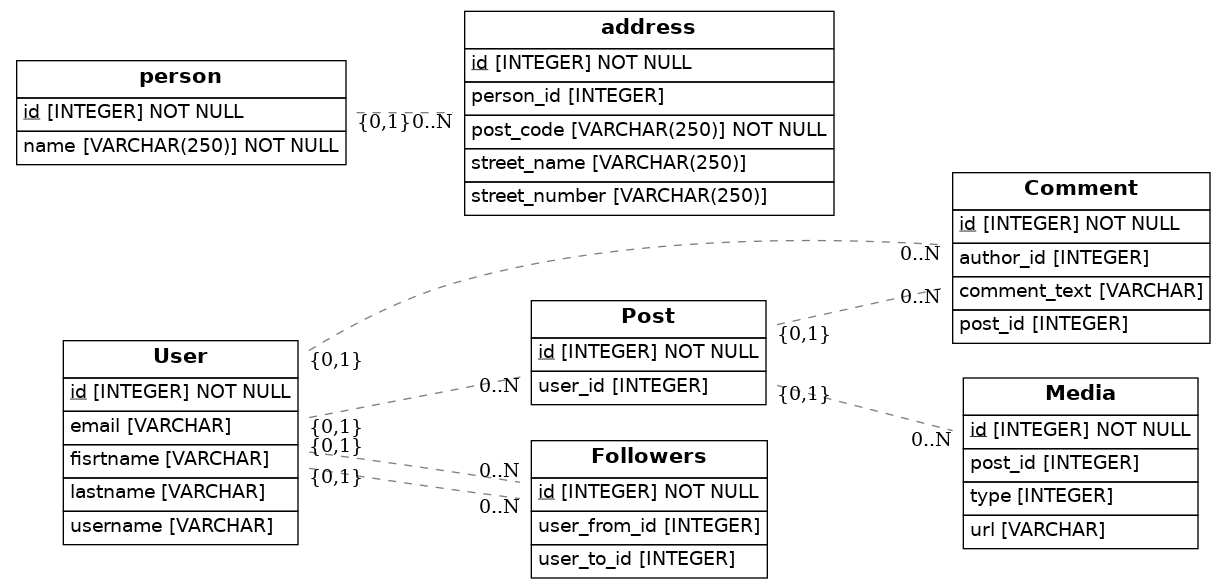 person
id [INTEGER] NOT NULL
name [VARCHAR(250)] NOT NULL
{0,1}
0..N
address
id [INTEGER] NOT NULL
person_id [INTEGER]
post_code [VARCHAR(250)] NOT NULL
street_name [VARCHAR(250)]
street_number [VARCHAR(250)]
User
id [INTEGER] NOT NULL
email [VARCHAR]
fisrtname [VARCHAR]
lastname [VARCHAR]
username [VARCHAR]
{0,1}
{0,1}
{0,1}
{0,1}
0..N
0..N
0..N
0..N
Post
id [INTEGER] NOT NULL
user_id [INTEGER]
{0,1}
{0,1}
0..N
0..N
Followers
id [INTEGER] NOT NULL
user_from_id [INTEGER]
user_to_id [INTEGER]
Comment
id [INTEGER] NOT NULL
author_id [INTEGER]
comment_text [VARCHAR]
post_id [INTEGER]
Media
id [INTEGER] NOT NULL
post_id [INTEGER]
type [INTEGER]
url [VARCHAR]